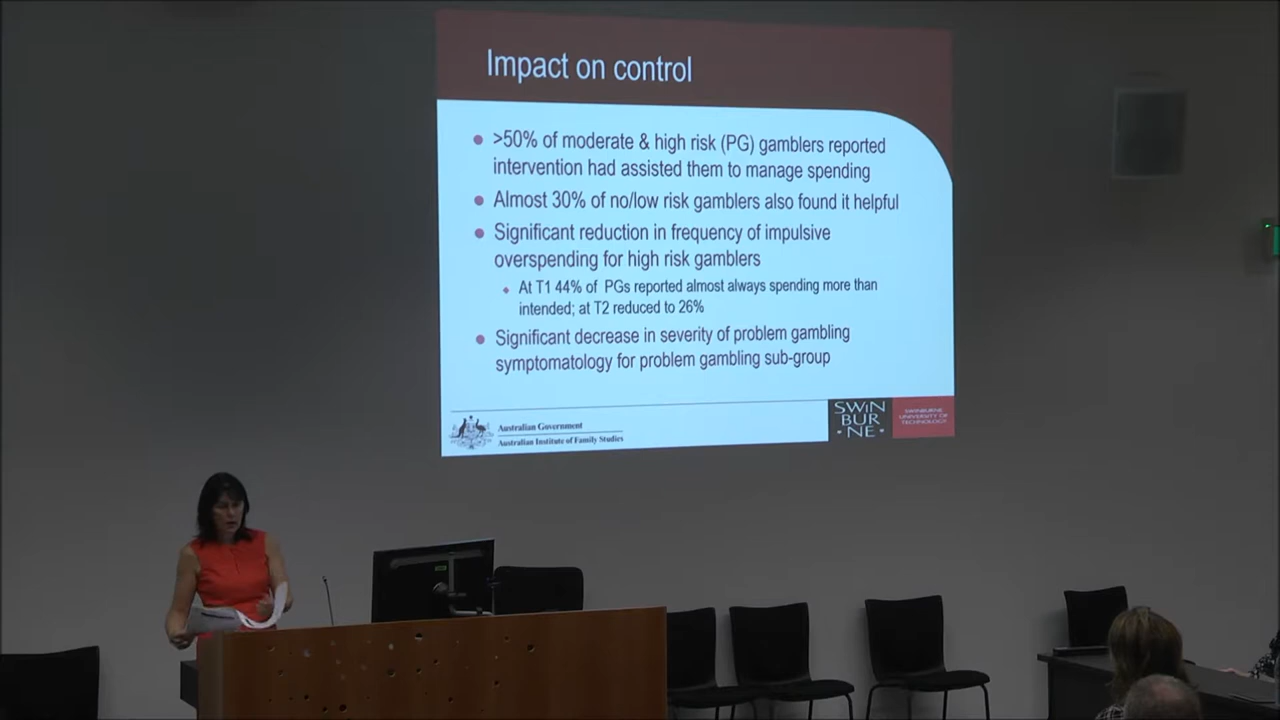 Impact on control
>50% of moderate & high risk (PG) gamblers reported
intervention had assisted them to manage spending
Almost 30% of no/low risk gamblers also found it helpful
Significant reduction in frequency of impulsive
overspending for high risk gamblers
At T1 44% of PGs reported almost always spending more than
intended; at T2 reduced to 26%
Significant decrease in severity of problem gambling
symptomatology for problem gambling sub-group
Australian Government
Australian Institute of Family Studies
SWIN
BUR
• NE •
SWINBURNE
UNIVERSITY OF
TECHNOLOGY